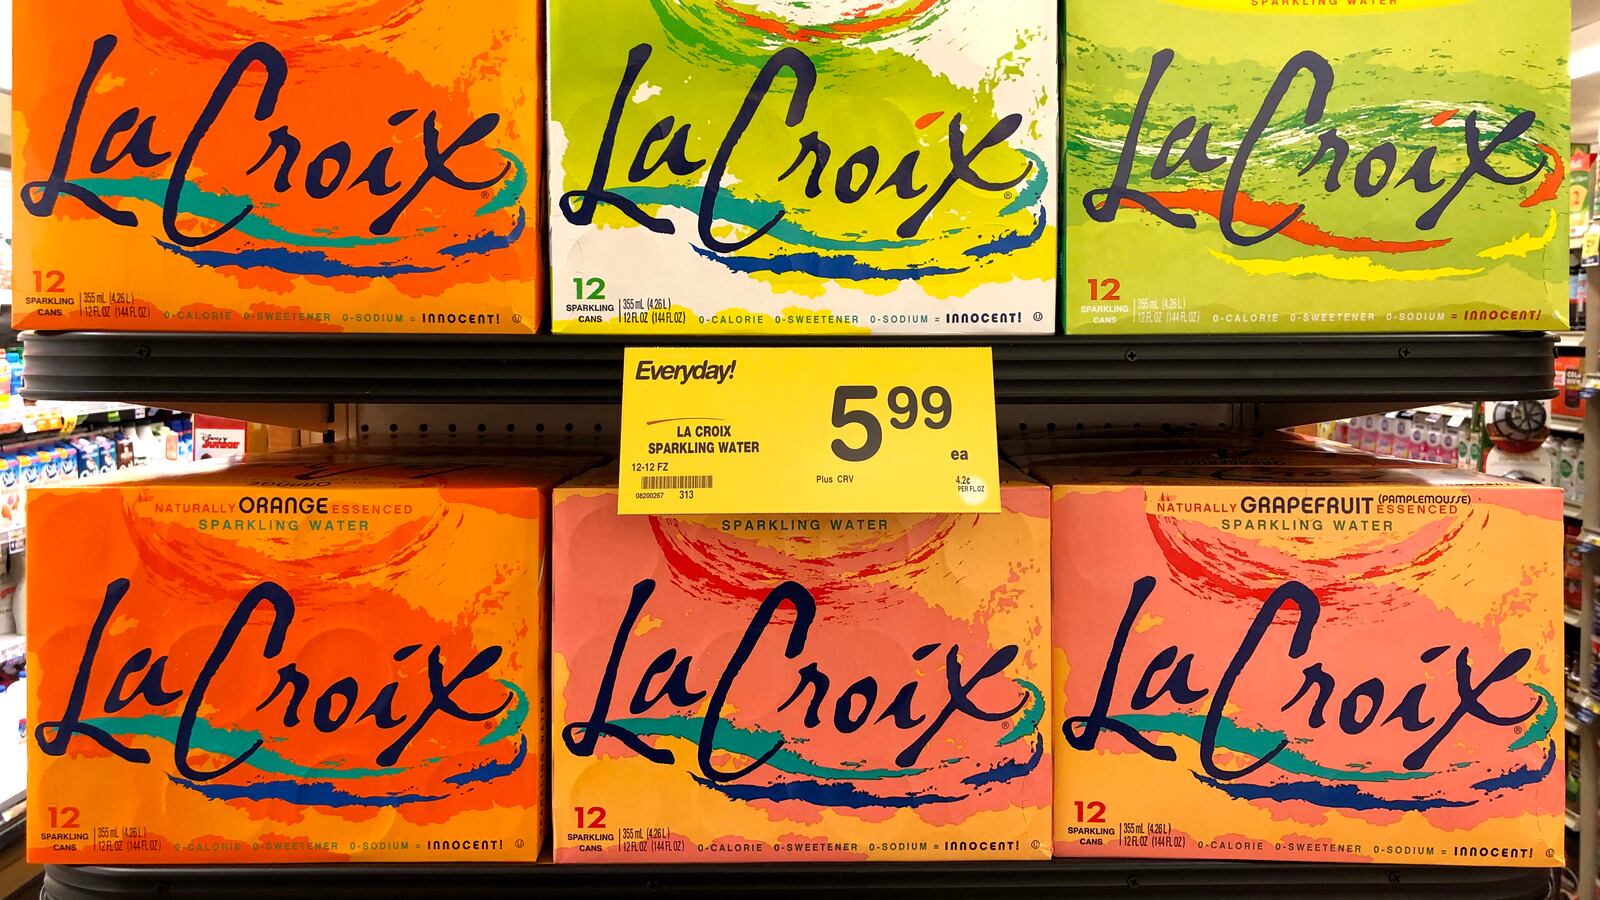 SPARKLING WATER
LaCroix
LaCroix
LaCroix
®
®
®
12
SPARKLING
CANS
355 mL (4.26 L)
12 FL OZ (144 FL OZ)
0-CALORIE 0-SWEETENER 0-SODIUM = INNOCENT!
12
SPARKLING
CANS
355 mL (4.26 L)
12 FL OZ (144 FL OZ)
0-CALORIE 0-SWEETENER 0-SODIUM = INNOCENT!
12
SPARKLING
CANS
355 mL (4.26 L)
12 FL OZ (144 FL OZ)
0-CALORIE 0-SWEETENER 0-SODIUM = INNOCENT!
Everyday!
LA CROIX
SPARKLING WATER
12-12 FZ
08200267 313
5 99
ea
Plus CRV
4.2¢
PER FL.OZ
Disney
Junior
NATURALLY ORANGE ESSENCED
SPARKLING WATER
SPARKLING WATER
NATURALLY GRAPEFRUIT (PAMPLEMOUSSE) ESSENCED
SPARKLING WATER
LaCroix
LaCroix
LaCroix
®
®
®
12
SPARKLING
CANS
355 mL (4.26 L)
12 FL OZ (144 FL OZ)
0-CALORIE 0-SWEETENER 0-SODIUM = INNOCENT!
12
SPARKLING
CANS
355 mL (4.26 L)
12 FL OZ (144 FL OZ)
0-CALORIE 0-SWEETENER 0-SODIUM = INNOCENT!
12
SPARKLING
CANS
355 mL (4.26 L)
12 FL OZ (144 FL OZ)
0-CALORIE 0-SWEETENER 0-SODIUM = INNOCENT!